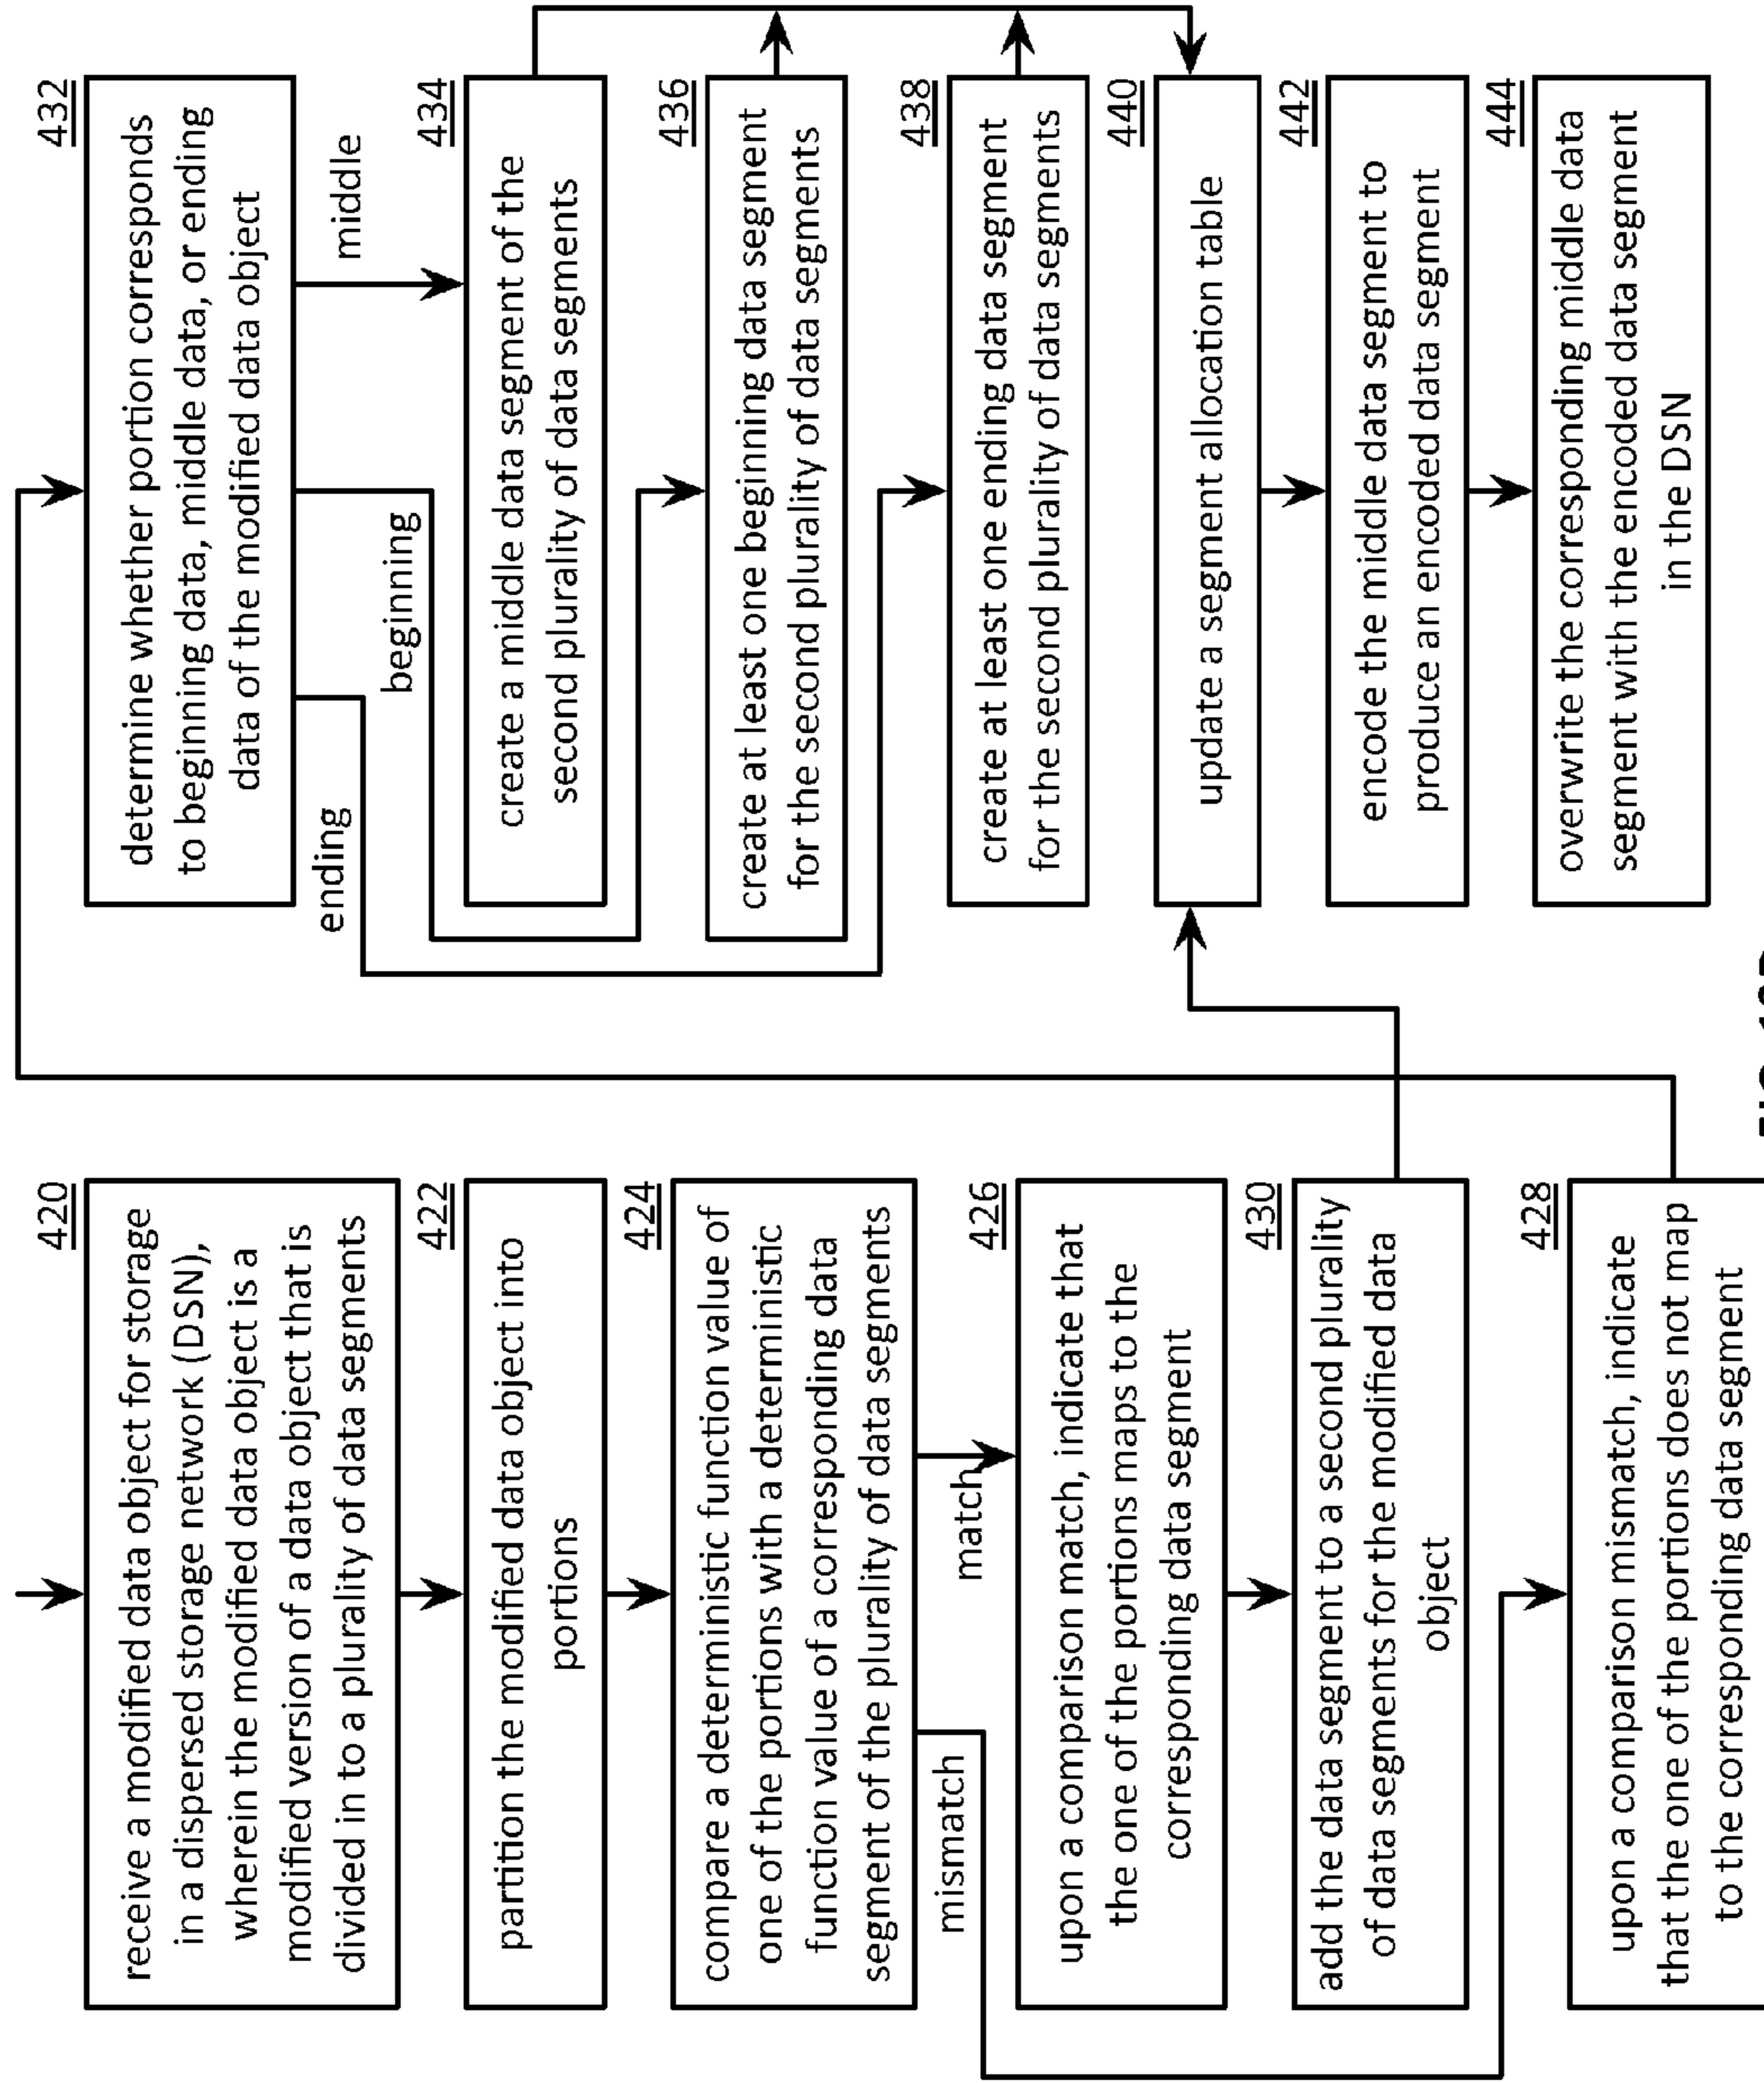 420
receive a modified data object for storage
in a dispersed storage network (DSN),
wherein the modified data object is a
modified version of a data object that is
divided in to a plurality of data segments
422
partition the modified data object into
portions
424
compare a deterministic function value of
one of the portions with a deterministic
function value of a corresponding data
segment of the plurality of data segments
mismatch
match
426
upon a comparison match, indicate that
the one of the portions maps to the
corresponding data segment
430
add the data segment to a second plurality
of data segments for the modified data
object
428
upon a comparison mismatch, indicate
that the one of the portions does not map
to the corresponding data segment
432
determine whether portion corresponds
to beginning data, middle data, or ending
data of the modified data object
ending
beginning
middle
434
create a middle data segment of the
second plurality of data segments
436
create at least one beginning data segment
for the second plurality of data segments
438
create at least one ending data segment
for the second plurality of data segments
440
update a segment allocation table
442
encode the middle data segment to
produce an encoded data segment
444
overwrite the corresponding middle data
segment with the encoded data segment
in the DSN